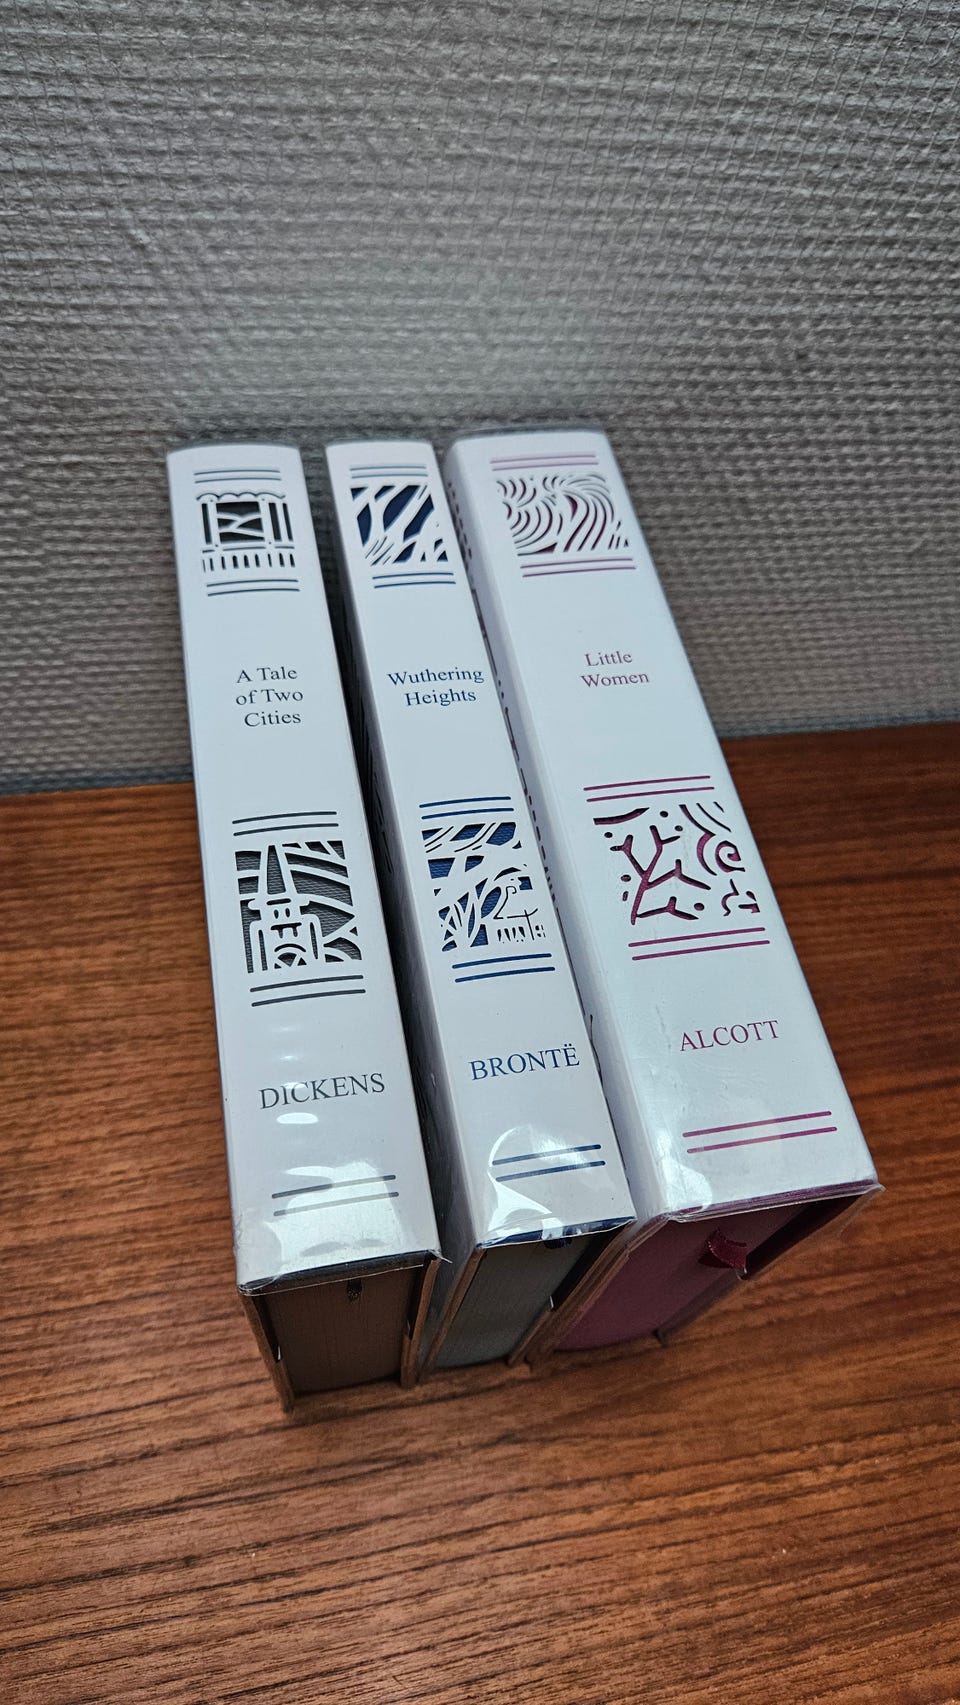 A Tale
of Two
Cities
DICKENS
Wuthering
Heights
BRONTË
Little
Women
ALCOTT